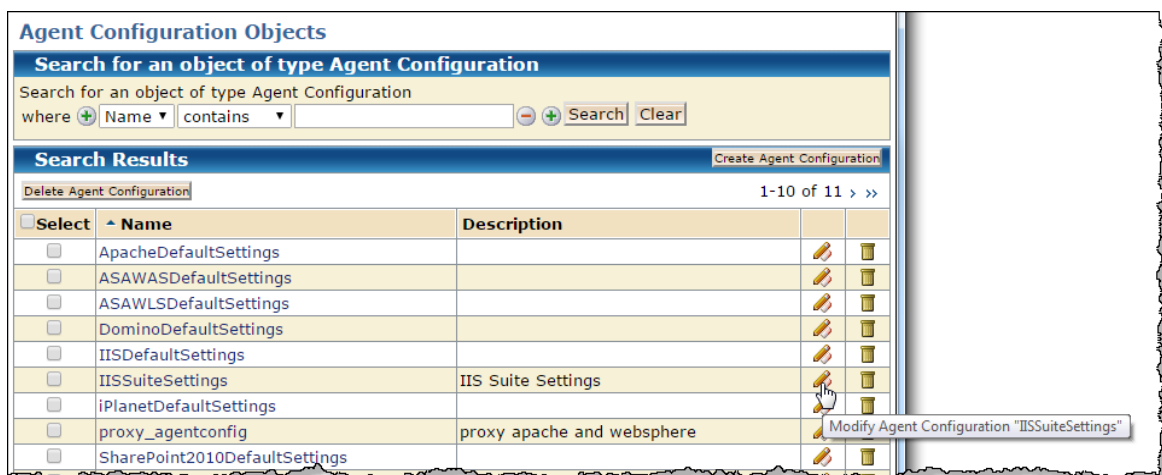 Agent Configuration Objects
Search for an object of type Agent Configuration
Search for an object of type Agent Configuration
where Name contains Search Clear
Search Results Create Agent Configuration
Delete Agent Configuration 1-10 of 11 › »
Select Name Description
ApacheDefaultSettings
ASAWASDefaultSettings
ASAWLSDefaultSettings
DominoDefaultSettings
IISDefaultSettings
IISSuiteSettings IIS Suite Settings
iPlanetDefaultSettings
Modify Agent Configuration "IISSuiteSettings"
proxy_agentconfig proxy apache and websphere
SharePoint2010DefaultSettings